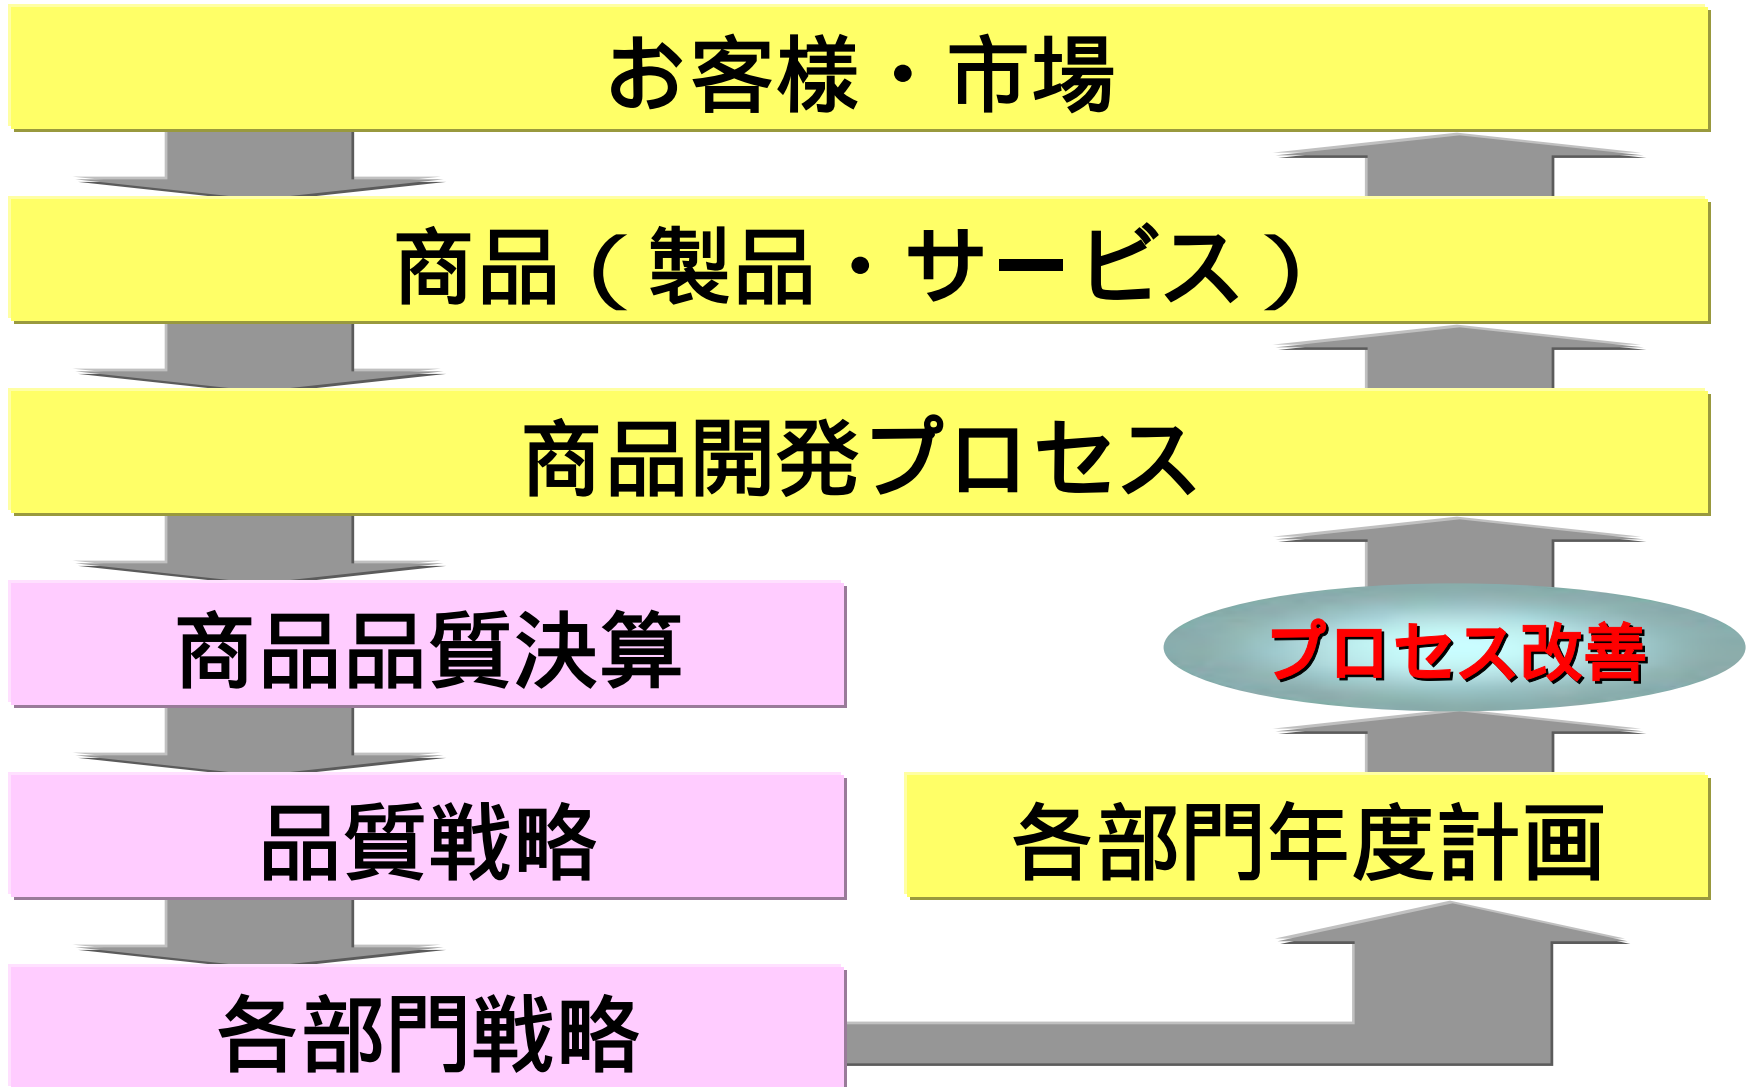 お客様・市場
商品（製品・サービス）
商品開発プロセス
商品品質決算
プロセス改善
品質戦略
各部門年度計画
各部門戦略